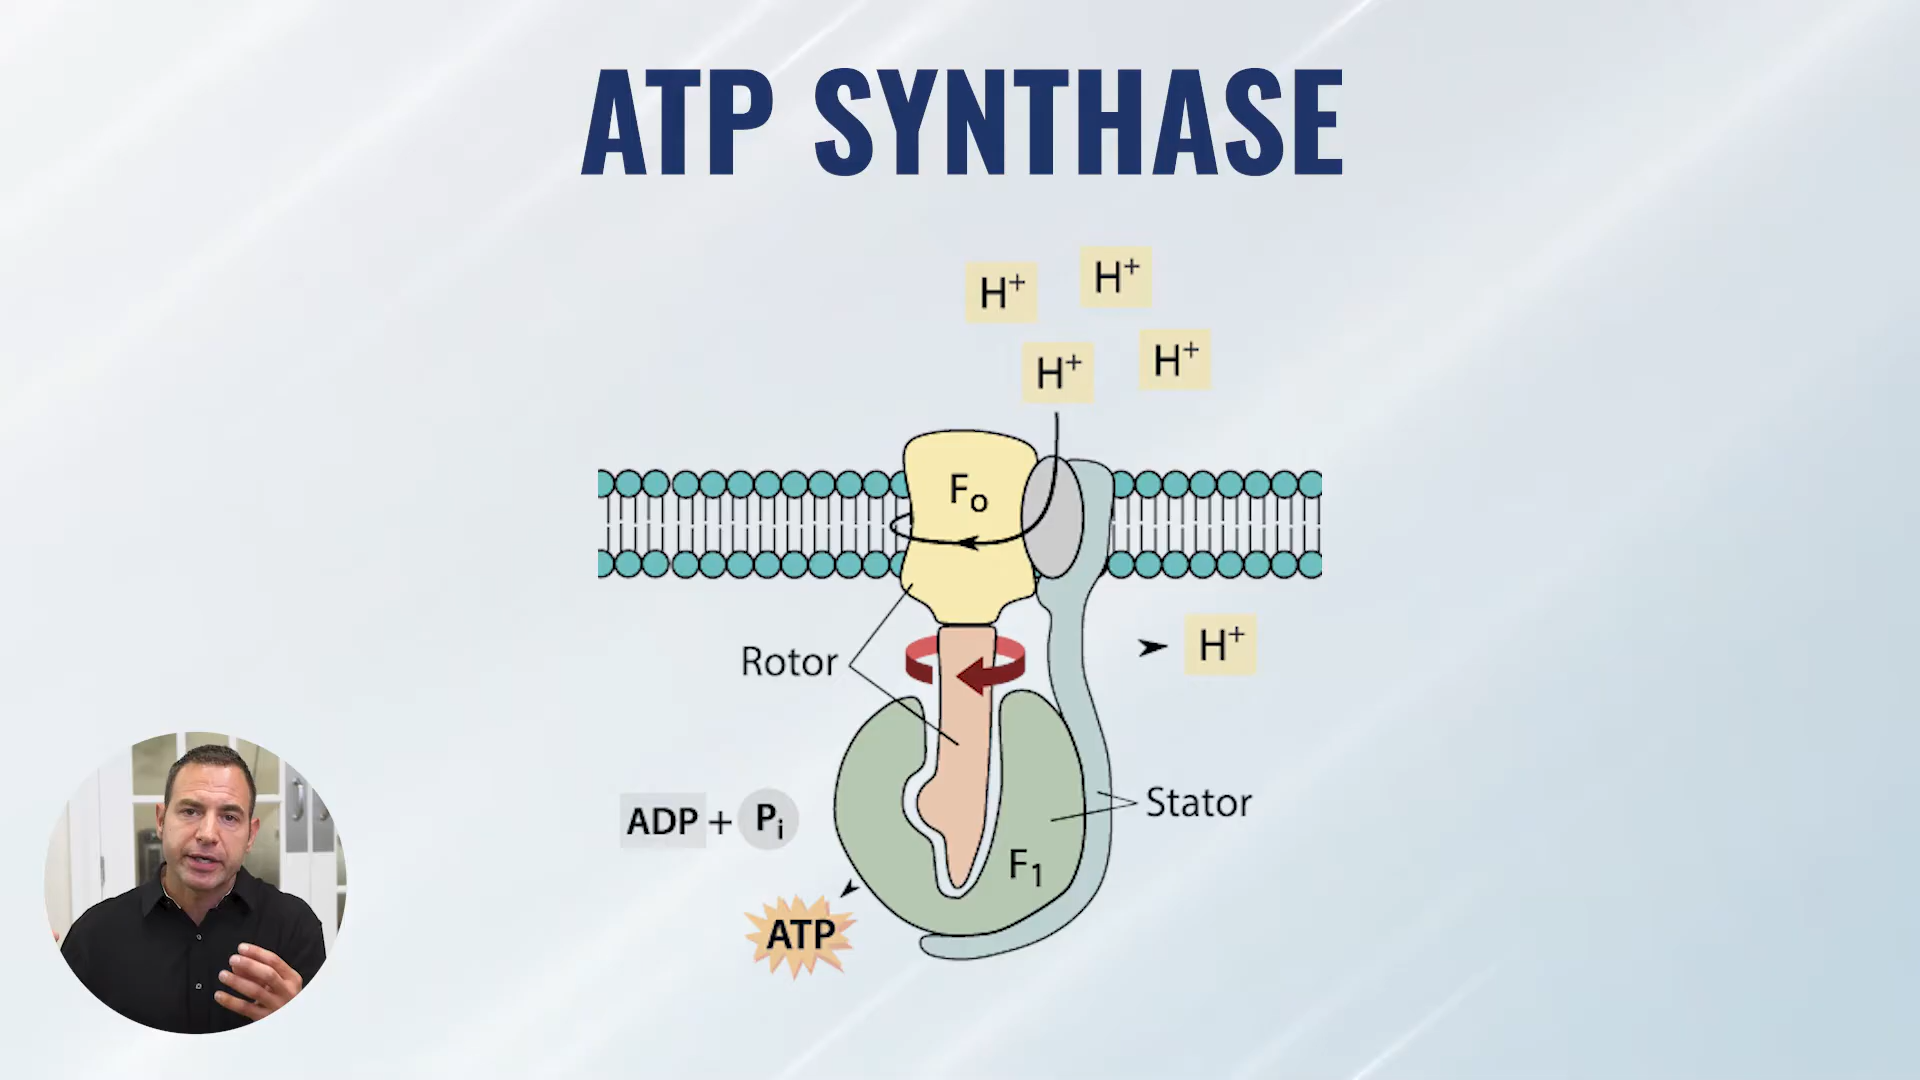 ATP SYNTHASE
H⁺
H⁺
H⁺
H⁺
Fo
Rotor
H⁺
ADP + Pi
Stator
F1
ATP